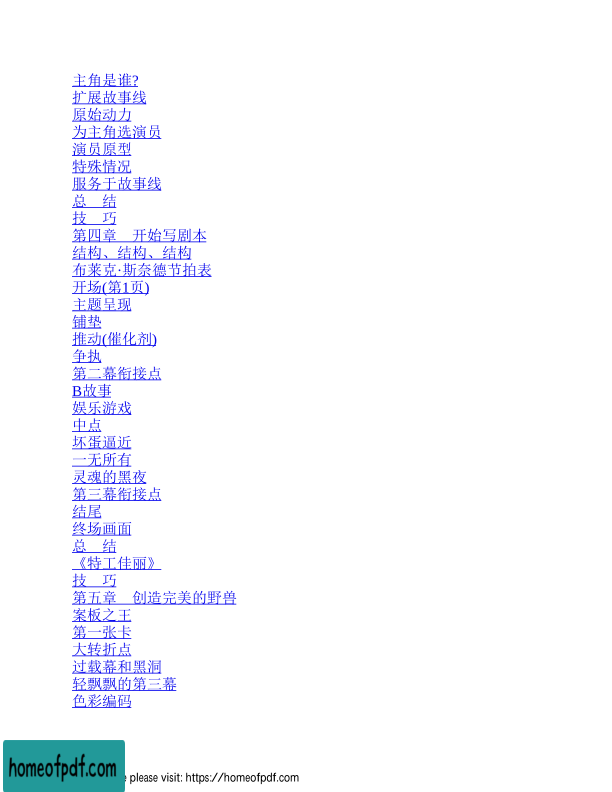 主角是谁?
扩展故事线
原始动力
为主角选演员
演员原型
特殊情况
服务于故事线
总　结
技　巧
第四章　开始写剧本
结构、结构、结构
布莱克·斯奈德节拍表
开场(第1页)
主题呈现
铺垫
推动(催化剂)
争执
第二幕衔接点
B故事
娱乐游戏
中点
坏蛋逼近
一无所有
灵魂的黑夜
第三幕衔接点
结尾
终场画面
总　结
《特工佳丽》
技　巧
第五章　创造完美的野兽
案板之王
第一张卡
大转折点
过载幕和黑洞
轻飘飘的第三幕
色彩编码
homeofpdf.com
please visit: https://homeofpdf.com